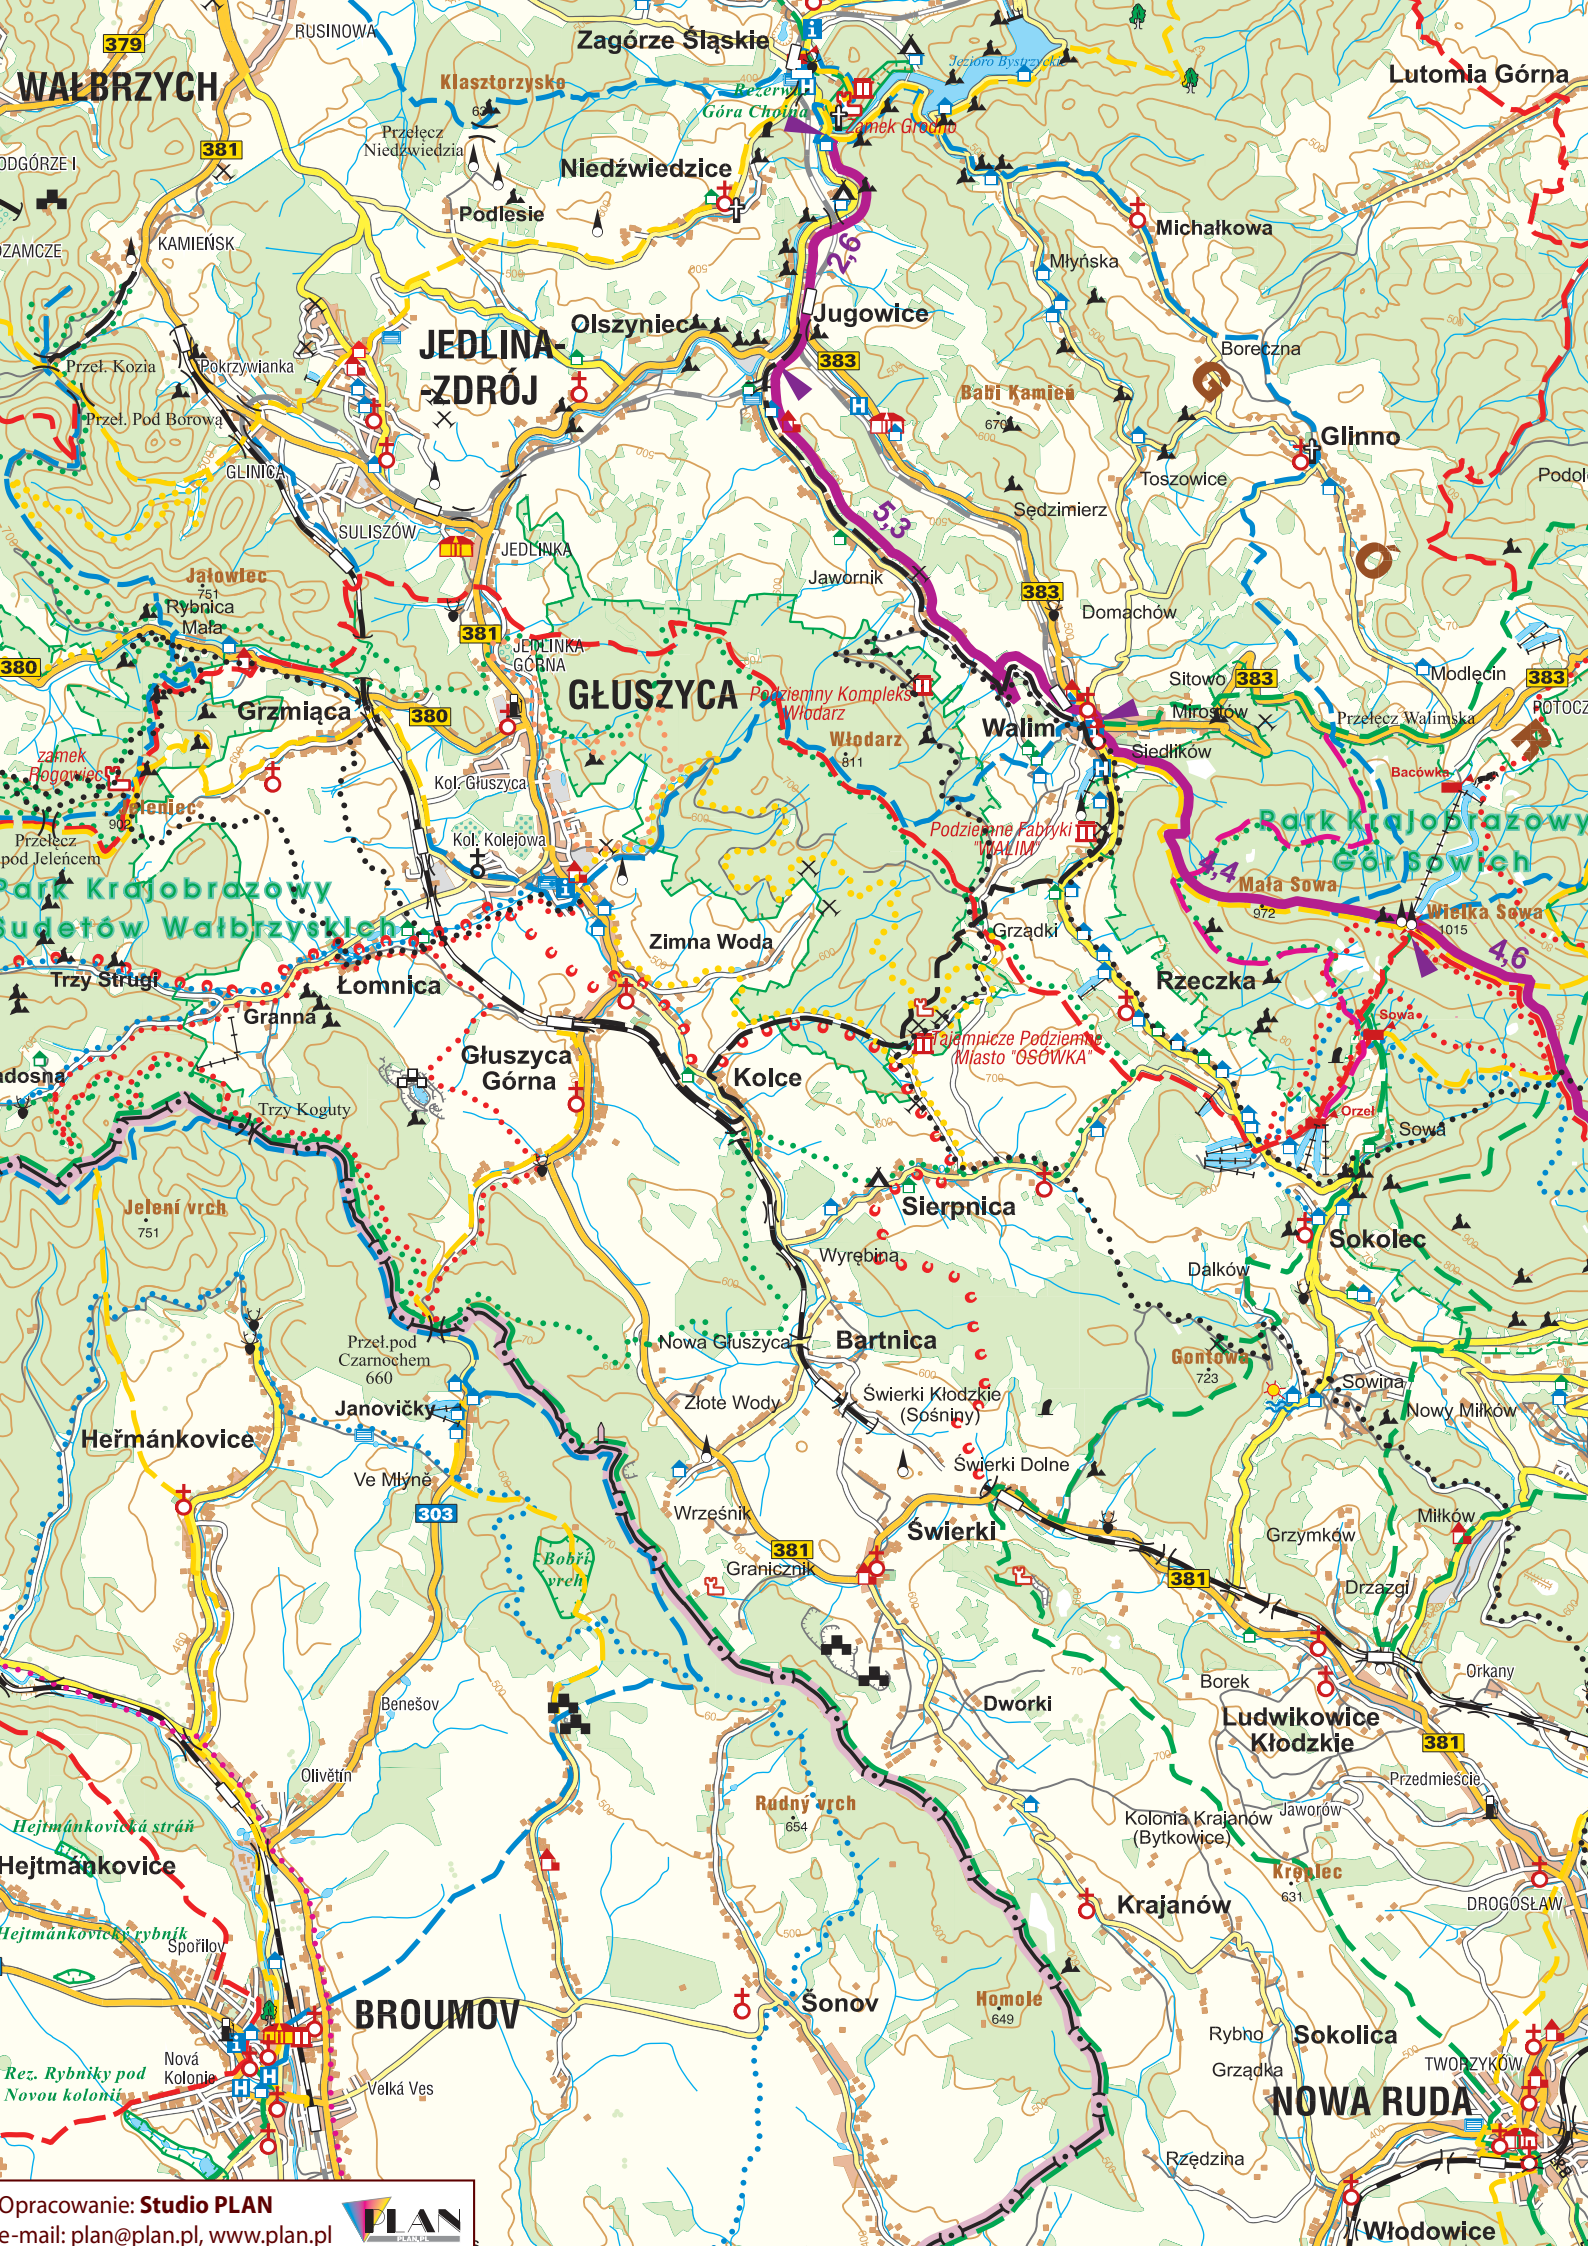 RUSINOWA
379
Zagórze Śląskie
WAŁBRZYCH
Klasztorzysko
Jezioro Bystrzyckie
Lutomia Górna
Góra Choina
Zamek Grodno
Przełęcz
Niedźwiedzia
381
Niedźwiedzice
Podlesie
Michałkowa
KAMIEŃSK
2,6
Młyńska
Jugowice
Olszyniec
JEDLINA-
-ZDRÓJ
383
Boreczna
Przeł. Kozia
Pokrzywianka
Babi Kamień
670
G
Przeł. Pod Borową
Glinno
GLINICA
Toszowice
5,3
Sędzimierz
SULISZÓW
JEDLINKA
Ó
Jawornik
Jałowiec
751
383
Domachów
Rybnica
Mała
381
JEDLINKA
GÓRNA
380
Sitowo
383
Modlęcin
383
GŁUSZYCA
Podziemny Kompleks
Włodarz
Grzmiąca
380
Mirostów
Przełęcz Walimska
R
Walim
Włodarz
811
Siedlików
zamek
Rogowiec
Kol. Głuszyca
Bacówka
Jeleniec
902
Podziemne Fabryki
"WALIM"
Park Krajobrazowy
Gór Sowich
Przełęcz
pod Jeleńcem
Kol. Kolejowa
4,4
Mała Sowa
972
Park Krajobrazowy
Sudetów Wałbrzyskich
Wielka Sowa
1015
Grządki
Zimna Woda
4,6
Trzy Strugi
Łomnica
Rzeczka
Granna
Sowa
Głuszyca
Górna
Tajemnicze Podziemne
Miasto "OSÓWKA"
Kolce
Trzy Koguty
Orzeł
Sowa
Jelení vrch
751
Sierpnica
Sokolec
Wyrębina
Dalków
Przeł.pod
Czarnochem
660
Nowa Głuszyca
Bartnica
Gontowa
723
Złote Wody
Świerki Kłodzkie
(Sośniny)
Sowina
Nowy Miłków
Janovičky
Heřmánkovice
Świerki Dolne
Ve Mlýně
303
Wrześnik
Miłków
Świerki
Grzymków
381
Bobří
vrch
Granicznik
381
Drzazgi
Borek
Orkany
Benešov
Dworki
Ludwikowice
Kłodzkie
381
Olivětín
Przedmieście
Jaworów
Rudný vrch
654
Kolonia Krajanów
(Bytkowice)
Hejtmánkovická stráň
Hejtmánkovice
Krępiec
631
Krajanów
DROGOSŁAW
Hejtmánkovický rybník
Spořilov
BROUMOV
Šonov
Homole
649
Rybno
Sokolica
Grządka
TWORZYKÓW
Nová
Kolonie
Rez. Rybníky pod
Novou kolonií
Velká Ves
NOWA RUDA
Rzędzina
Opracowanie: Studio PLAN
e-mail: plan@plan.pl, www.plan.pl
PLAN
PLAN.PL
Włodowice